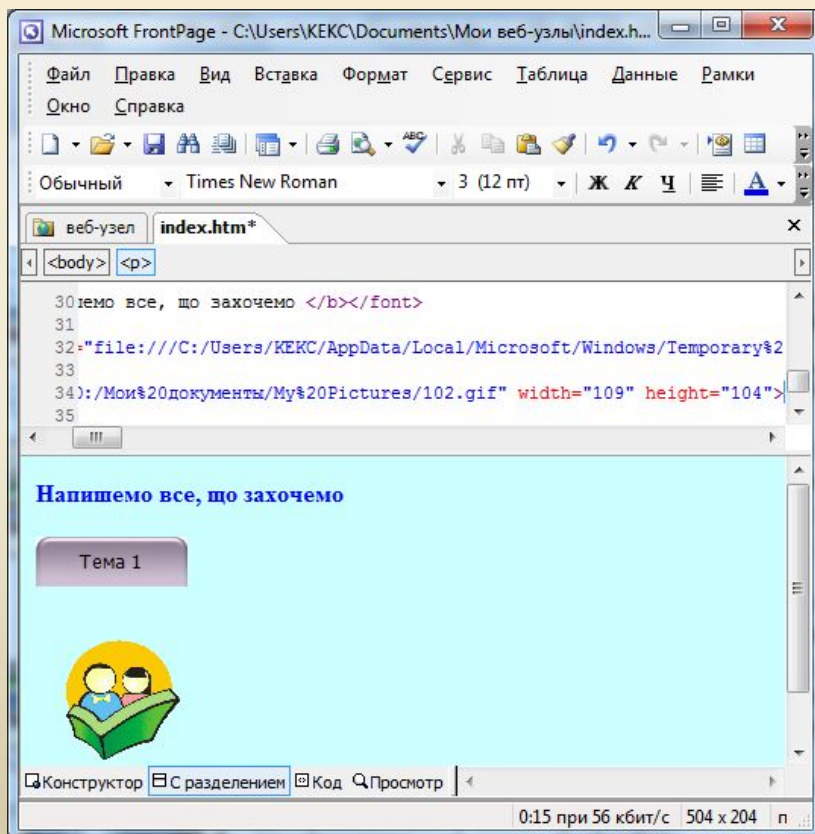 Microsoft FrontPage - C:\Users\KEKC\Documents\Мои веб-узлы\index.h...
Файл Правка Вид Вставка Формат Сервис Таблица Данные Рамки
Окно Справка
ABC
Обычный Times New Roman 3 (12 пт) Ж К Ч
веб-узел index.htm*
<body> <p>
30 лемо все, що захочемо </b></font>
31
32 ="file:///C:/Users/KEKC/AppData/Local/Microsoft/Windows/Temporary%2
33
34 ):/Мои%20документы/My%20Pictures/102.gif" width="109" height="104">
35
Напишемо все, що захочемо
Тема 1
Конструктор С разделением Код Просмотр
0:15 при 56 кбит/с 504 x 204 п